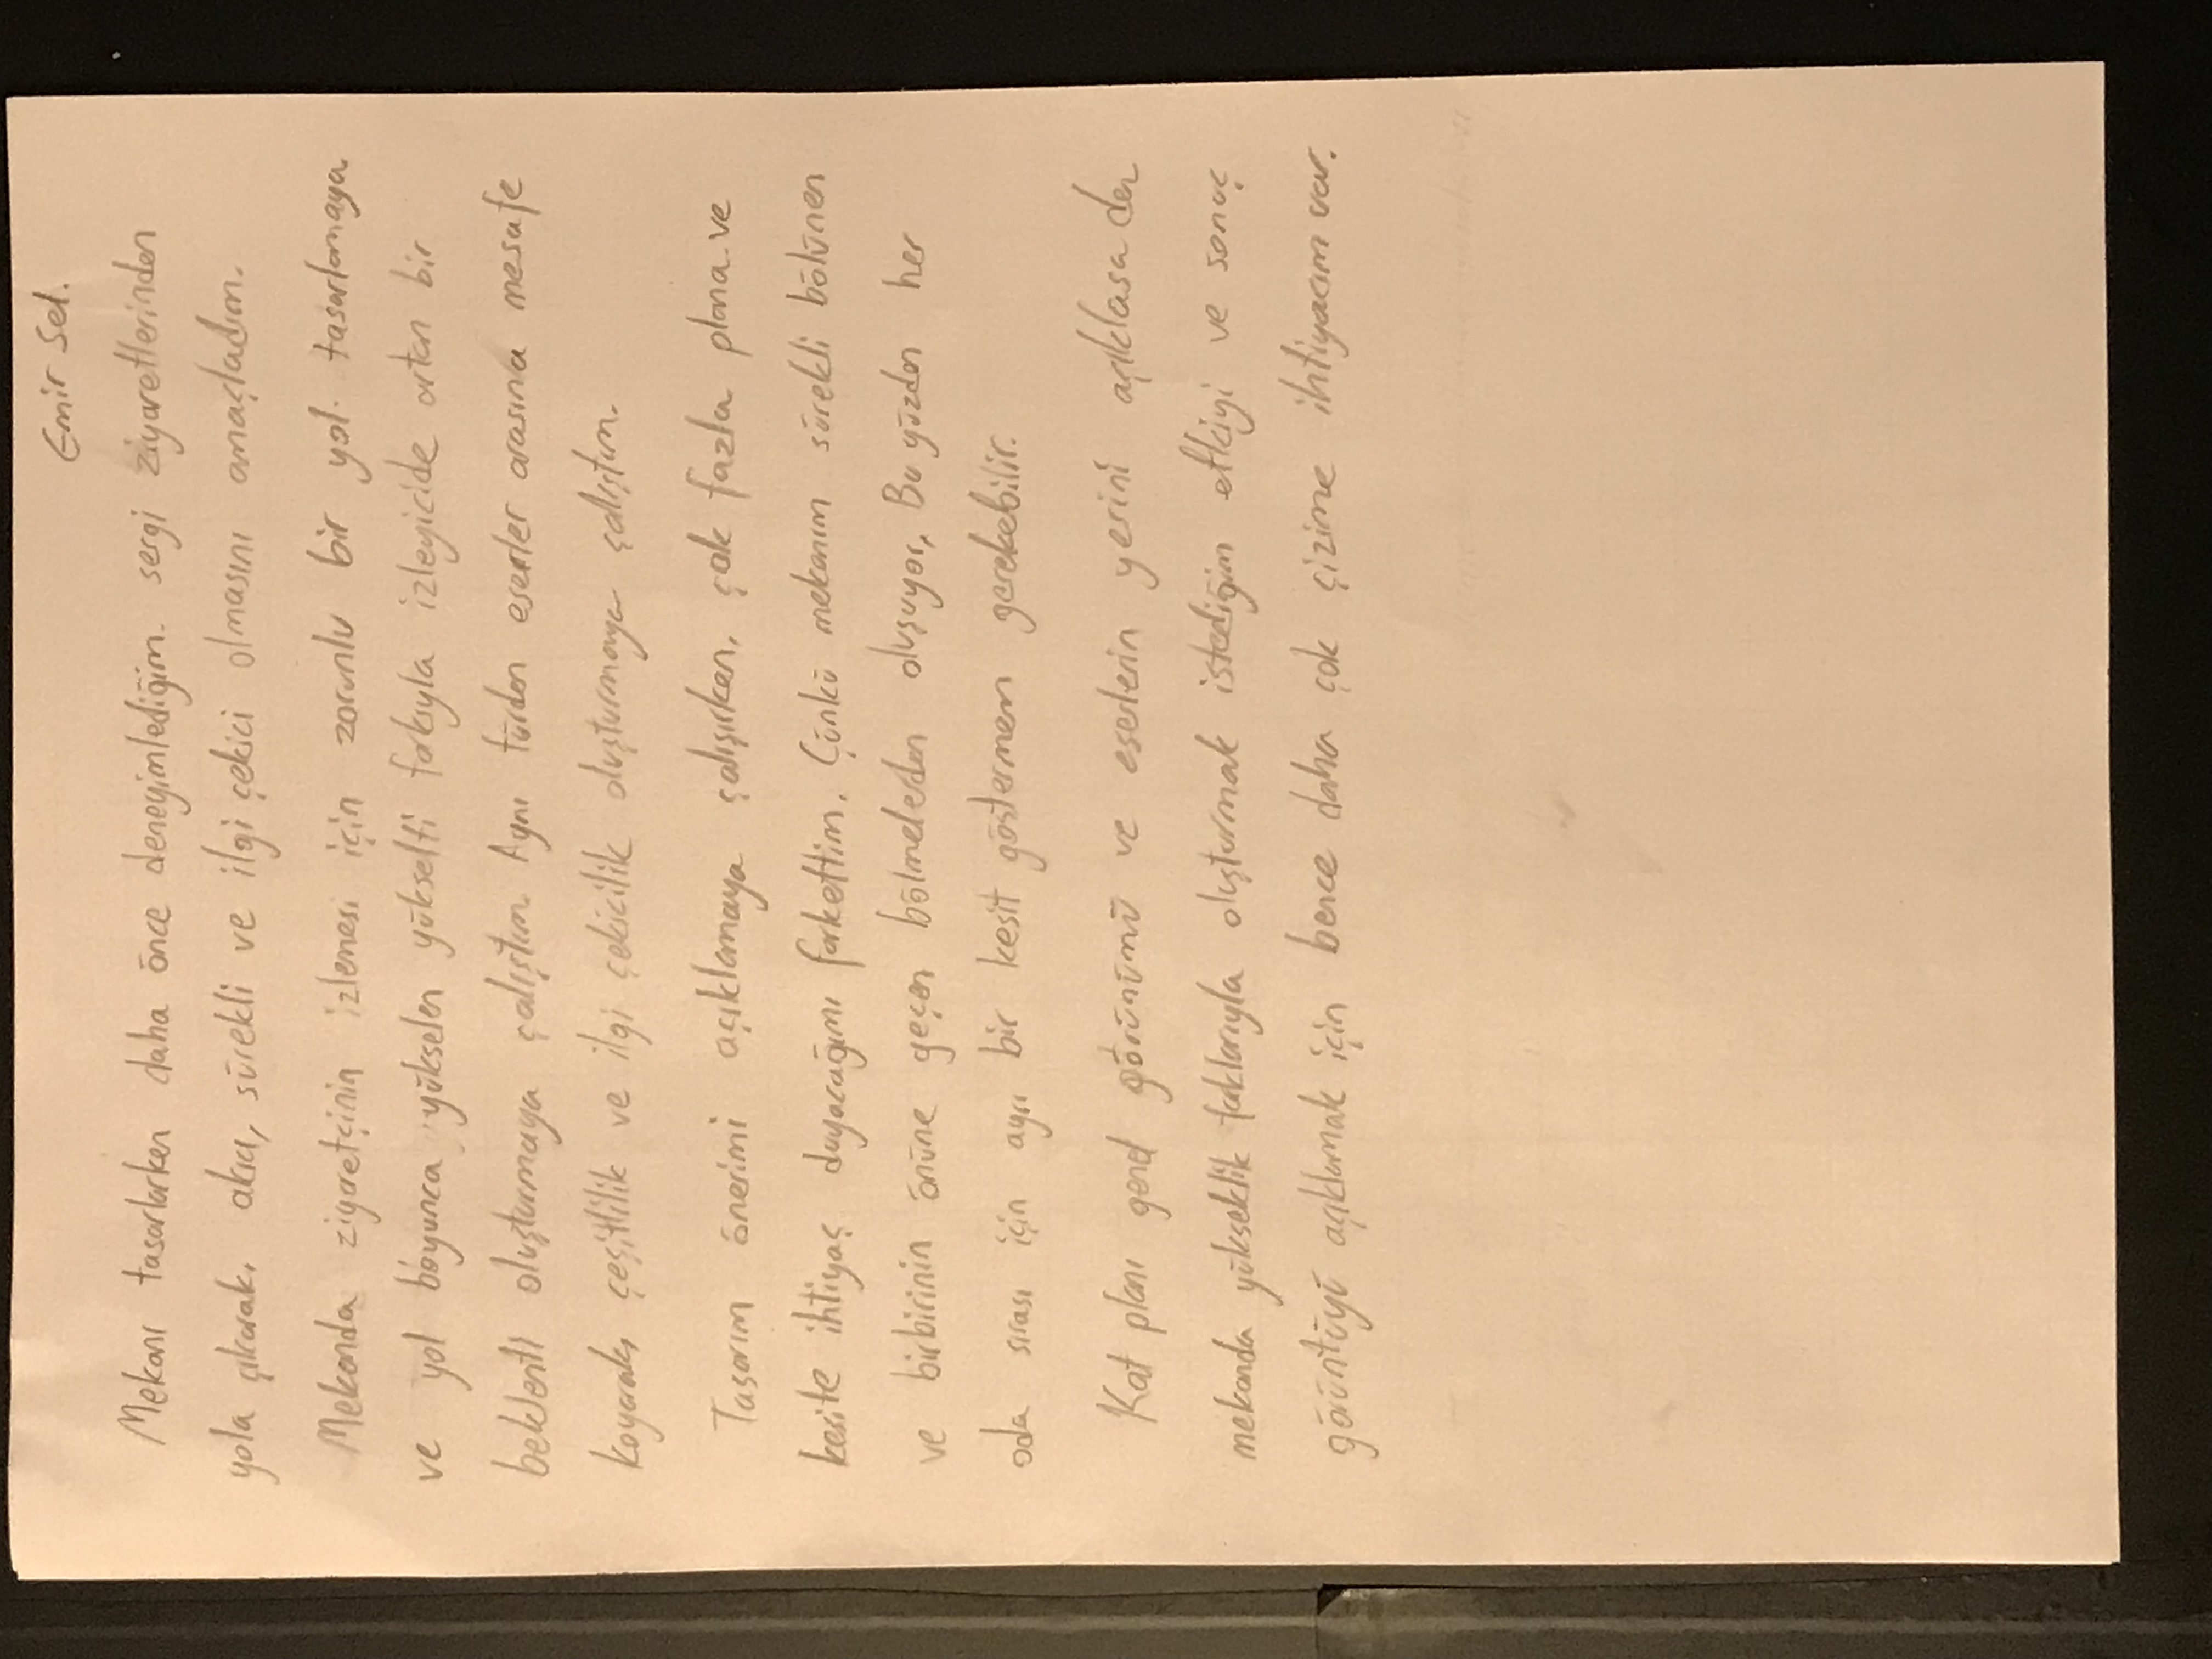 Emir Sel.
Mekanı tasarlarken daha önce deneyimlediğim sergi ziyaretlerinden
yola çıkarak, akıcı, sürekli ve ilgi çekici olmasını amaçladım.
Mekanda ziyaretçinin izlemesi için zorunlu bir yol tasarlamaya
ve yol boyunca yükselen yükselti farkıyla izleyicide artan bir
beklenti oluşturmaya çalıştım. Aynı türden eserler arasına mesafe
koyarak, çeşitlilik ve ilgi çekicilik oluşturmaya çalıştım.
Tasarım önerimi açıklamaya çalışırken, çok fazla plana ve
kesite ihtiyaç duyacağımı farkettim. Çünkü mekanım sürekli bölünen
ve birbirinin önüne geçen bölmelerden oluşuyor, Bu yüzden her
oda sırası için ayrı bir kesit göstermem gerekebilir.
Kat planı genel görünümü ve eserlerin yerini açıklasa da
mekanda yükseklik farklarıyla oluşturmak istediğim etkiyi ve sonuç
görüntüyü açıklamak için bence daha çok çizime ihtiyacım var.